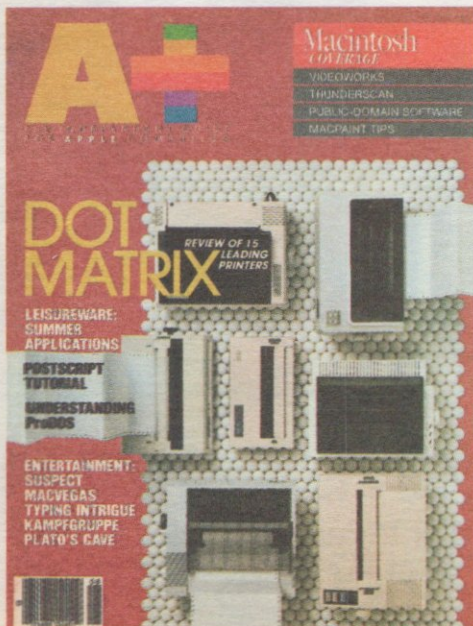 A+
Macintosh
COVERAGE
VIDEOWORKS
THUNDERSCAN
PUBLIC-DOMAIN SOFTWARE
MACPAINT TIPS
APPLE
DOT
MATRIX
REVIEW OF 15
LEADING
PRINTERS
LEISUREWARE:
SUMMER
APPLICATIONS
POSTSCRIPT
TUTORIAL
UNDERSTANDING
ProDOS
ENTERTAINMENT:
SUSPECT
MACVEGAS
TYPING INTRIGUE
KAMPFGRUPPE
PLATO'S CAVE